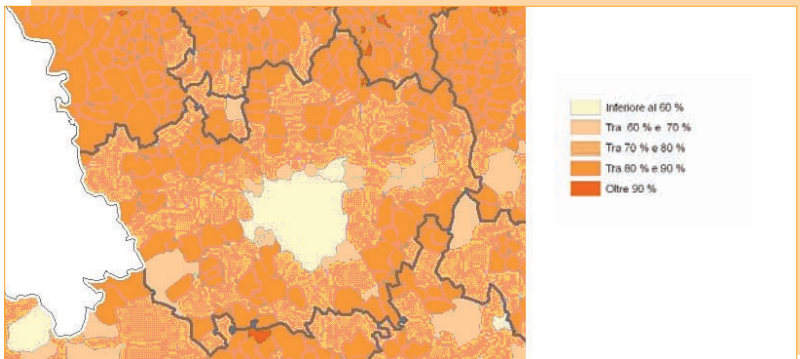 Inferiore al 60 %
Tra 60 % e 70 %
Tra 70 % e 80 %
Tra 80 % e 90 %
Oltre 90 %